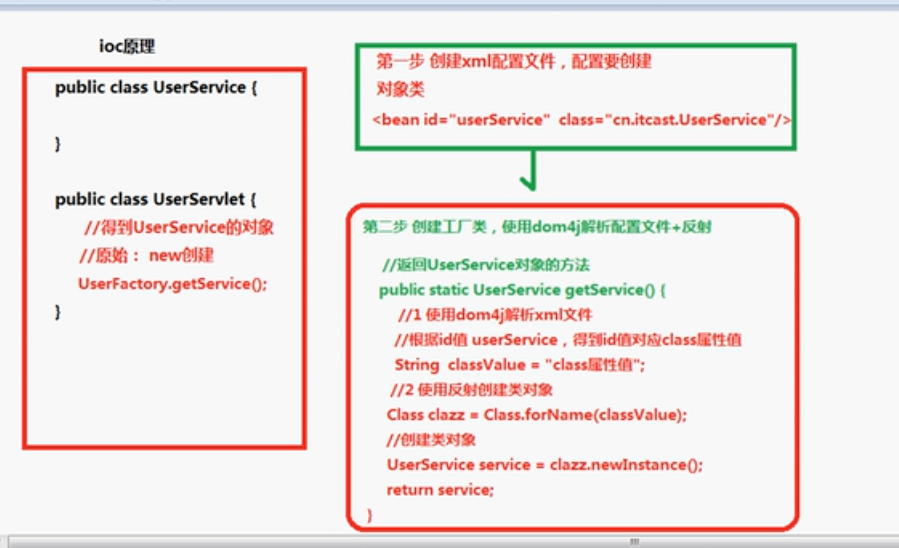 ioc原理
public class UserService {
}
public class UserServlet {
//得到UserService的对象
//原始： new创建
UserFactory.getService();
}
第一步 创建xml配置文件，配置要创建
对象类
<bean id="userService" class="cn.itcast.UserService"/>
第二步 创建工厂类，使用dom4j解析配置文件+反射
//返回UserService对象的方法
public static UserService getService() {
//1 使用dom4j解析xml文件
//根据id值 userService，得到id值对应class属性值
String classValue = "class属性值";
//2 使用反射创建类对象
Class clazz = Class.forName(classValue);
//创建类对象
UserService service = clazz.newInstance();
return service;
}